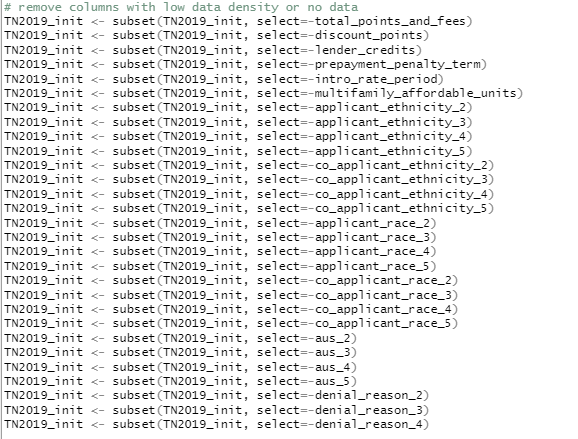 # remove columns with low data density or no data
TN2019_init <- subset(TN2019_init, select=-total_points_and_fees)
TN2019_init <- subset(TN2019_init, select=-discount_points)
TN2019_init <- subset(TN2019_init, select=-lender_credits)
TN2019_init <- subset(TN2019_init, select=-prepayment_penalty_term)
TN2019_init <- subset(TN2019_init, select=-intro_rate_period)
TN2019_init <- subset(TN2019_init, select=-multifamily_affordable_units)
TN2019_init <- subset(TN2019_init, select=-applicant_ethnicity_2)
TN2019_init <- subset(TN2019_init, select=-applicant_ethnicity_3)
TN2019_init <- subset(TN2019_init, select=-applicant_ethnicity_4)
TN2019_init <- subset(TN2019_init, select=-applicant_ethnicity_5)
TN2019_init <- subset(TN2019_init, select=-co_applicant_ethnicity_2)
TN2019_init <- subset(TN2019_init, select=-co_applicant_ethnicity_3)
TN2019_init <- subset(TN2019_init, select=-co_applicant_ethnicity_4)
TN2019_init <- subset(TN2019_init, select=-co_applicant_ethnicity_5)
TN2019_init <- subset(TN2019_init, select=-applicant_race_2)
TN2019_init <- subset(TN2019_init, select=-applicant_race_3)
TN2019_init <- subset(TN2019_init, select=-applicant_race_4)
TN2019_init <- subset(TN2019_init, select=-applicant_race_5)
TN2019_init <- subset(TN2019_init, select=-co_applicant_race_2)
TN2019_init <- subset(TN2019_init, select=-co_applicant_race_3)
TN2019_init <- subset(TN2019_init, select=-co_applicant_race_4)
TN2019_init <- subset(TN2019_init, select=-co_applicant_race_5)
TN2019_init <- subset(TN2019_init, select=-aus_2)
TN2019_init <- subset(TN2019_init, select=-aus_3)
TN2019_init <- subset(TN2019_init, select=-aus_4)
TN2019_init <- subset(TN2019_init, select=-aus_5)
TN2019_init <- subset(TN2019_init, select=-denial_reason_2)
TN2019_init <- subset(TN2019_init, select=-denial_reason_3)
TN2019_init <- subset(TN2019_init, select=-denial_reason_4)